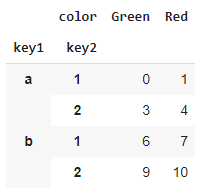 color Green Red
key1 key2
a 1 0 1
2 3 4
b 1 6 7
2 9 10